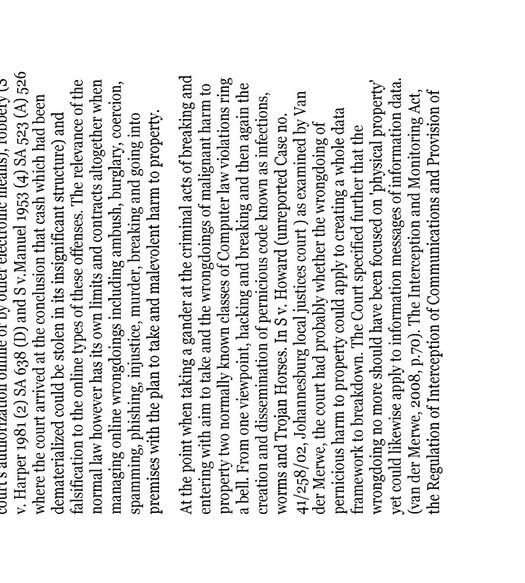 court's authorization online or by other electronic means), robbery (S
v. Harper 1981 (2) SA 638 (D) and S v. Manuel 1953 (4) SA 523 (A) 526
where the court arrived at the conclusion that cash which had been
dematerialized could be stolen in its insignificant structure) and
falsification to the online types of these offenses. The relevance of the
normal law however has its own limits and contracts altogether when
managing online wrongdoings including ambush, burglary, coercion,
spamming, phishing, injustice, murder, breaking and going into
premises with the plan to take and malevolent harm to property.
At the point when taking a gander at the criminal acts of breaking and
entering with aim to take and the wrongdoings of malignant harm to
property two normally known classes of Computer law violations ring
a bell. From one viewpoint, hacking and breaking and then again the
creation and dissemination of pernicious code known as infections,
worms and Trojan Horses. In S v. Howard (unreported Case no.
41/258/02, Johannesburg local justices court ) as examined by Van
der Merwe, the court had probably whether the wrongdoing of
pernicious harm to property could apply to creating a whole data
framework to breakdown. The Court specified further that the
wrongdoing no more should have been focused on 'physical property'
yet could likewise apply to information messages of information data.
(van der Merwe, 2008, p.70). The Interception and Monitoring Act,
the Regulation of Interception of Communications and Provision of